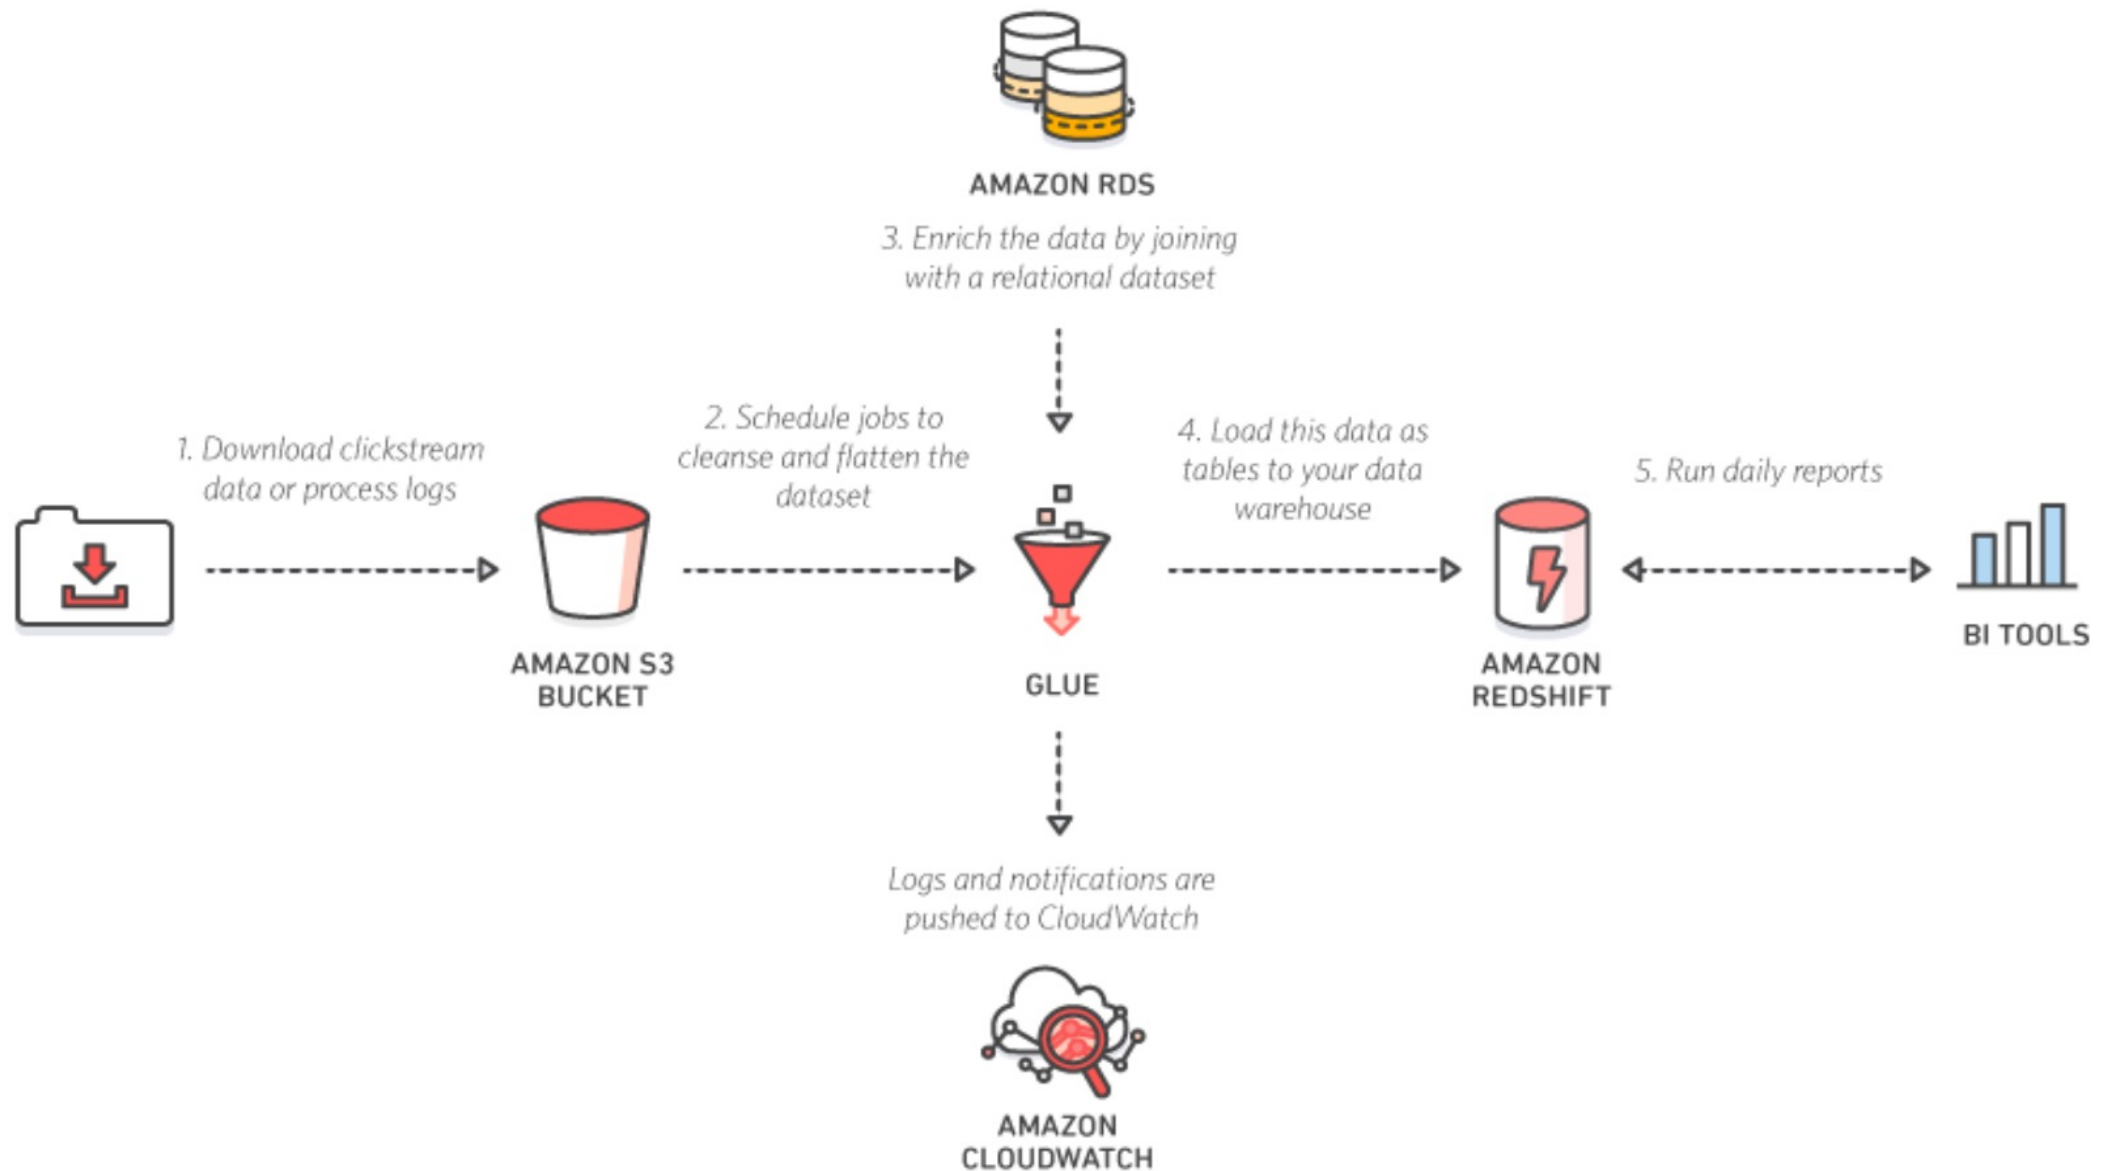 AMAZON RDS
3. Enrich the data by joining
with a relational dataset
1. Download clickstream
data or process logs
2. Schedule jobs to
cleanse and flatten the
dataset
4. Load this data as
tables to your data
warehouse
5. Run daily reports
AMAZON S3
BUCKET
GLUE
AMAZON
REDSHIFT
BI TOOLS
Logs and notifications are
pushed to CloudWatch
AMAZON
CLOUDWATCH